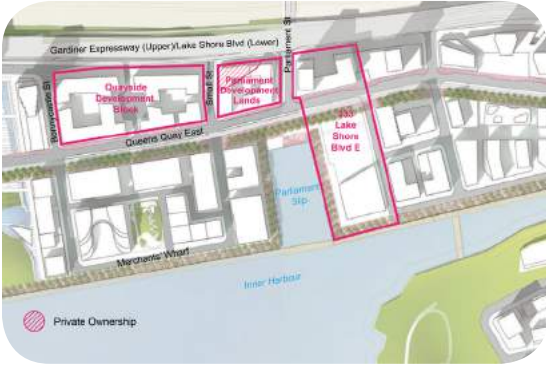 Gardiner Expressway (Upper)/Lake Shore Blvd (Lower)
Parliament St
Bonnycastle St
Quayside
Development
Block
Small St
Parliament
Development
Lands
Queens Quay East
333
Lake
Shore
Blvd E
Parliament
Slip
Merchants' Wharf
Inner Harbour
Private Ownership